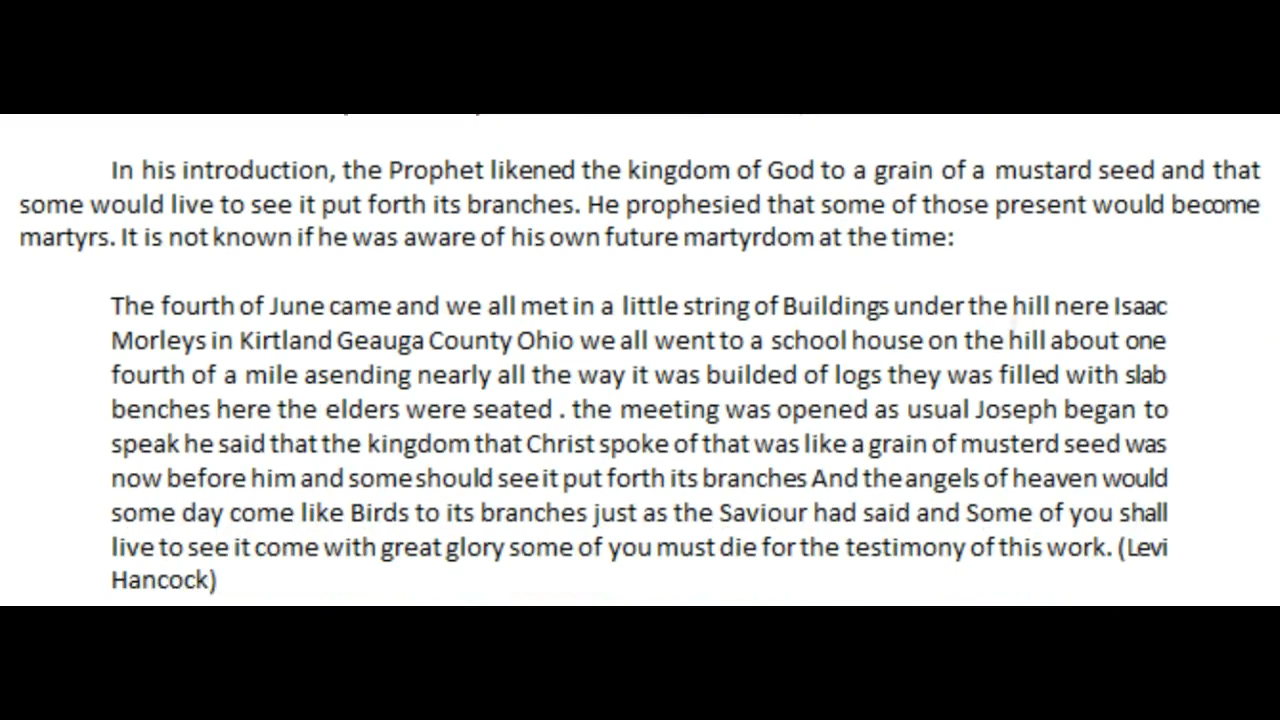 In his introduction, the Prophet likened the kingdom of God to a grain of a mustard seed and that
some would live to see it put forth its branches. He prophesied that some of those present would become
martyrs. It is not known if he was aware of his own future martyrdom at the time:
The fourth of June came and we all met in a little string of Buildings under the hill nere Isaac
Morleys in Kirtland Geauga County Ohio we all went to a school house on the hill about one
fourth of a mile asending nearly all the way it was builded of logs they was filled with slab
benches here the elders were seated . the meeting was opened as usual Joseph began to
speak he said that the kingdom that Christ spoke of that was like a grain of musterd seed was
now before him and some should see it put forth its branches And the angels of heaven would
some day come like Birds to its branches just as the Saviour had said and Some of you shall
live to see it come with great glory some of you must die for the testimony of this work. (Levi
Hancock)